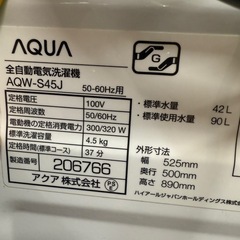 AQUA
全自動電気洗濯機
AQW-S45J 50-60Hz用
定格電圧 100V
定格周波数 50/60Hz
電動機の定格消費電力 300/320 W
標準洗濯容量 4.5 kg
定格時間(標準コース) 37 分
製造番号 206766
アクア 株式会社
PS E
G
・標準水量 42 L
・標準使用水量 90 L
外形寸法
幅 525mm
奥行 500mm
高さ 890mm
ハイアールジャパンホールディングス株式会社